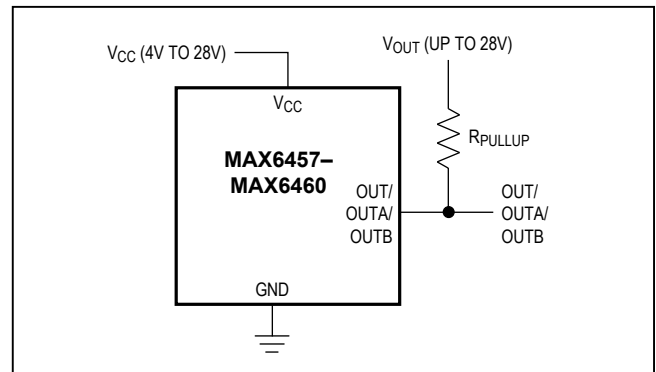 VCC (4V TO 28V)
VOUT (UP TO 28V)
VCC
RPULLUP
MAX6457–
MAX6460
OUT/
OUTA/
OUTB
OUT/
OUTA/
OUTB
GND